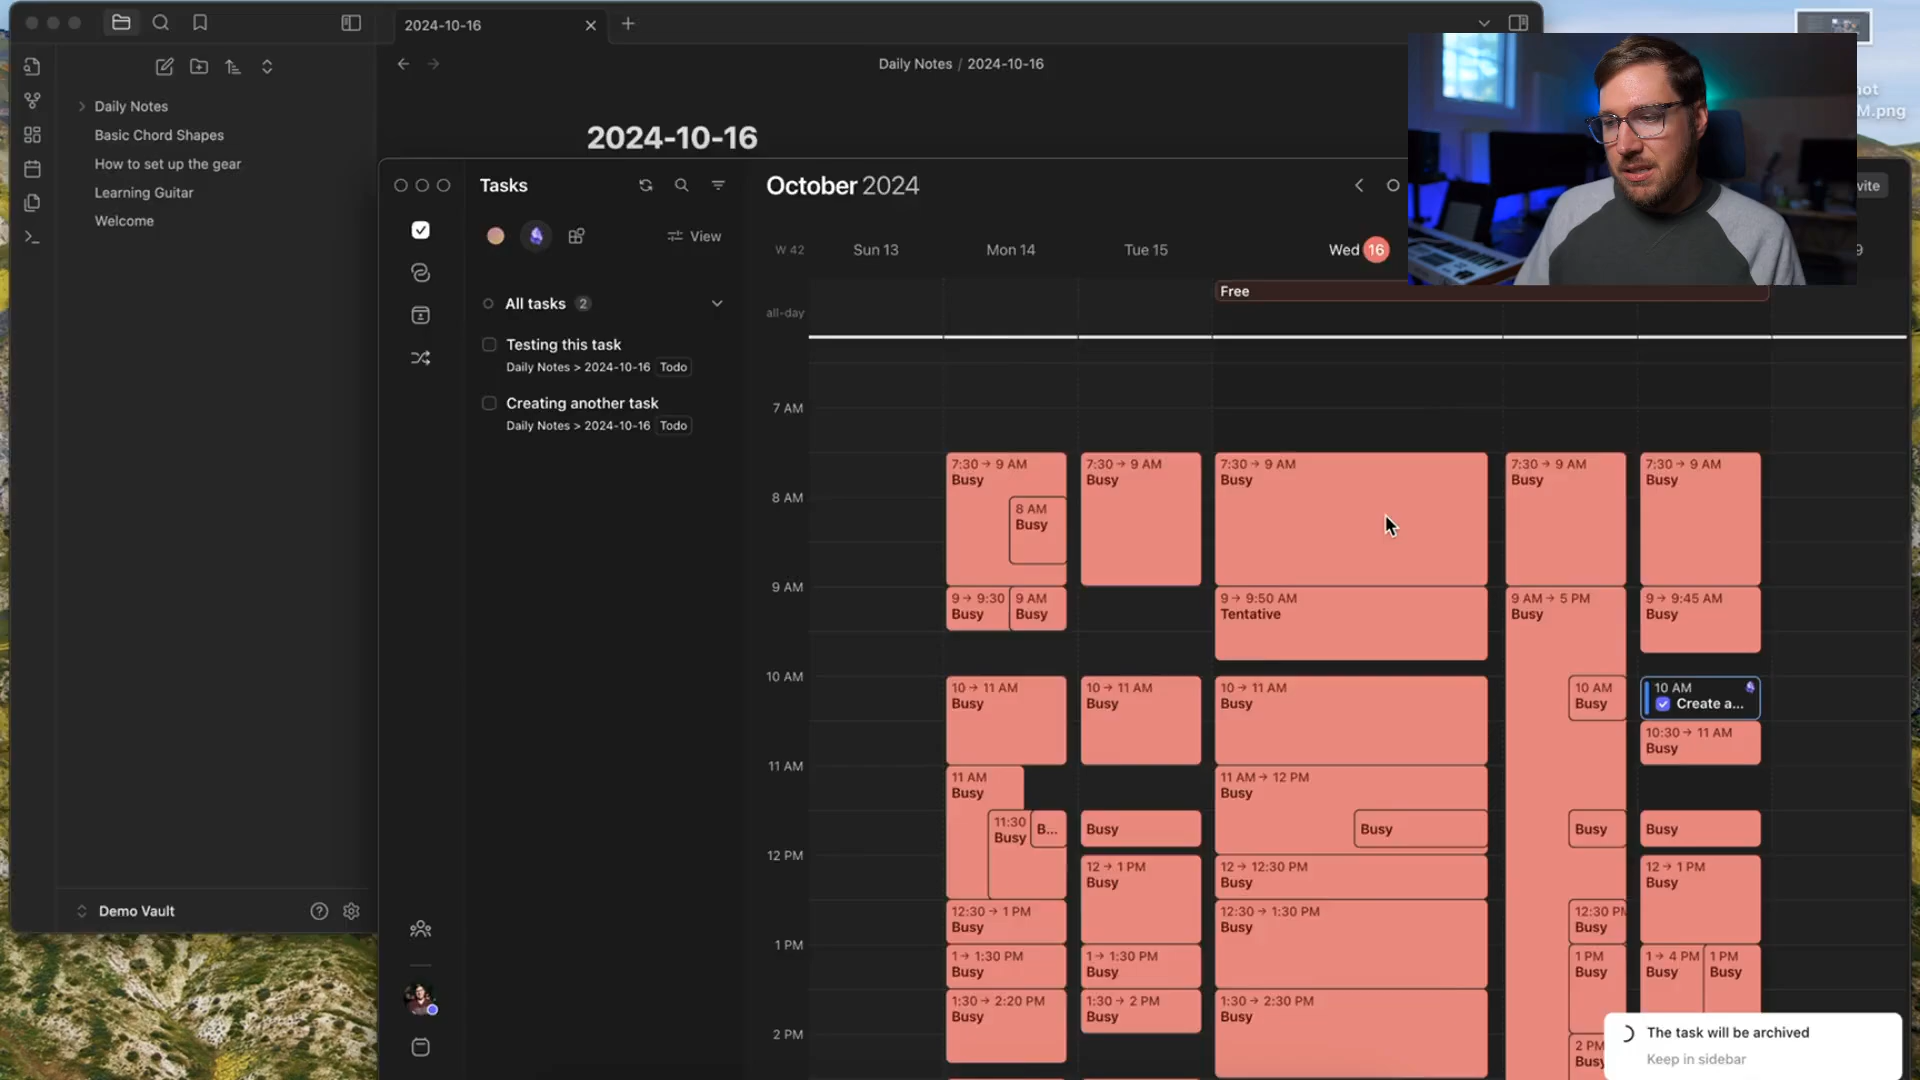 2024-10-16
Daily Notes / 2024-10-16
Daily Notes
Basic Chord Shapes
How to set up the gear
Learning Guitar
Welcome
Demo Vault
2024-10-16
M.png
Tasks
View
All tasks 2
Testing this task
Daily Notes > 2024-10-16 Todo
Creating another task
Daily Notes > 2024-10-16 Todo
October 2024
W 42
Sun 13
Mon 14
Tue 15
Wed 16
all-day
Free
7 AM
8 AM
9 AM
10 AM
11 AM
12 PM
1 PM
2 PM
7:30 → 9 AM
Busy
8 AM
Busy
9 → 9:30
Busy
9 AM
Busy
10 → 11 AM
Busy
11 AM
Busy
11:30
Busy
B...
12:30 → 1 PM
Busy
1 → 1:30 PM
Busy
1:30 → 2:20 PM
Busy
7:30 → 9 AM
Busy
10 → 11 AM
Busy
Busy
12 → 1 PM
Busy
1 → 1:30 PM
Busy
1:30 → 2 PM
Busy
7:30 → 9 AM
Busy
9 → 9:50 AM
Tentative
10 → 11 AM
Busy
11 AM → 12 PM
Busy
Busy
12 → 12:30 PM
Busy
12:30 → 1:30 PM
Busy
1:30 → 2:30 PM
Busy
7:30 → 9 AM
Busy
9 AM → 5 PM
Busy
10 AM
Busy
Busy
12:30 PM
Busy
1 PM
Busy
2 PM
Busy
7:30 → 9 AM
Busy
9 → 9:45 AM
Busy
10 AM
Create a...
10:30 → 11 AM
Busy
Busy
12 → 1 PM
Busy
1 → 4 PM
Busy
1 PM
Busy
The task will be archived
Keep in sidebar